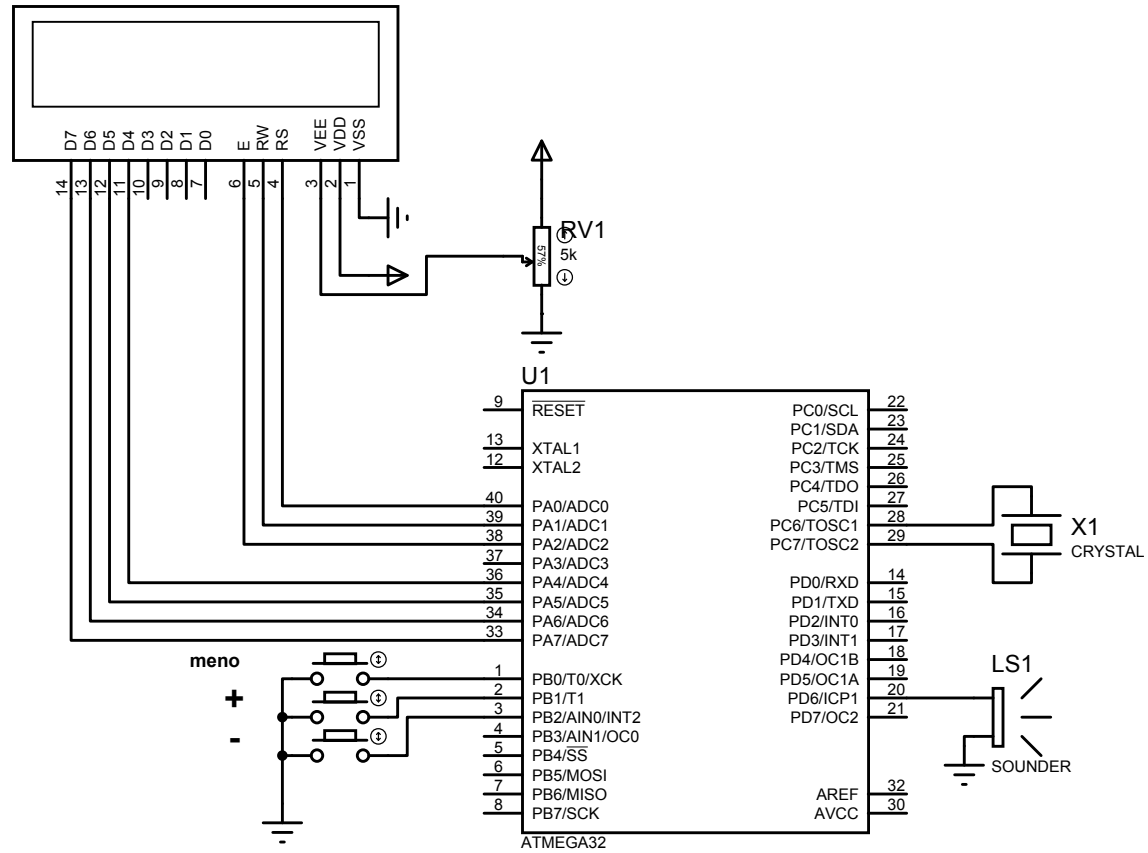 D7 D6 D5 D4 D3 D2 D1 D0 E RW RS VEE VDD VSS
14 13 12 11 10 9 8 7 6 5 4 3 2 1
RV1
57%
5k
U1
9 RESET PC0/SCL 22
PC1/SDA 23
13 XTAL1 PC2/TCK 24
12 XTAL2 PC3/TMS 25
PC4/TDO 26
40 PA0/ADC0 PC5/TDI 27
39 PA1/ADC1 PC6/TOSC1 28
38 PA2/ADC2 PC7/TOSC2 29
X1
CRYSTAL
37 PA3/ADC3
36 PA4/ADC4 PD0/RXD 14
35 PA5/ADC5 PD1/TXD 15
34 PA6/ADC6 PD2/INT0 16
33 PA7/ADC7 PD3/INT1 17
PD4/OC1B 18
meno 1 PB0/T0/XCK PD5/OC1A 19
+ 2 PB1/T1 PD6/ICP1 20
- 3 PB2/AIN0/INT2 PD7/OC2 21
LS1
SOUNDER
4 PB3/AIN1/OC0
5 PB4/SS
6 PB5/MOSI
7 PB6/MISO AREF 32
8 PB7/SCK AVCC 30
ATMEGA32